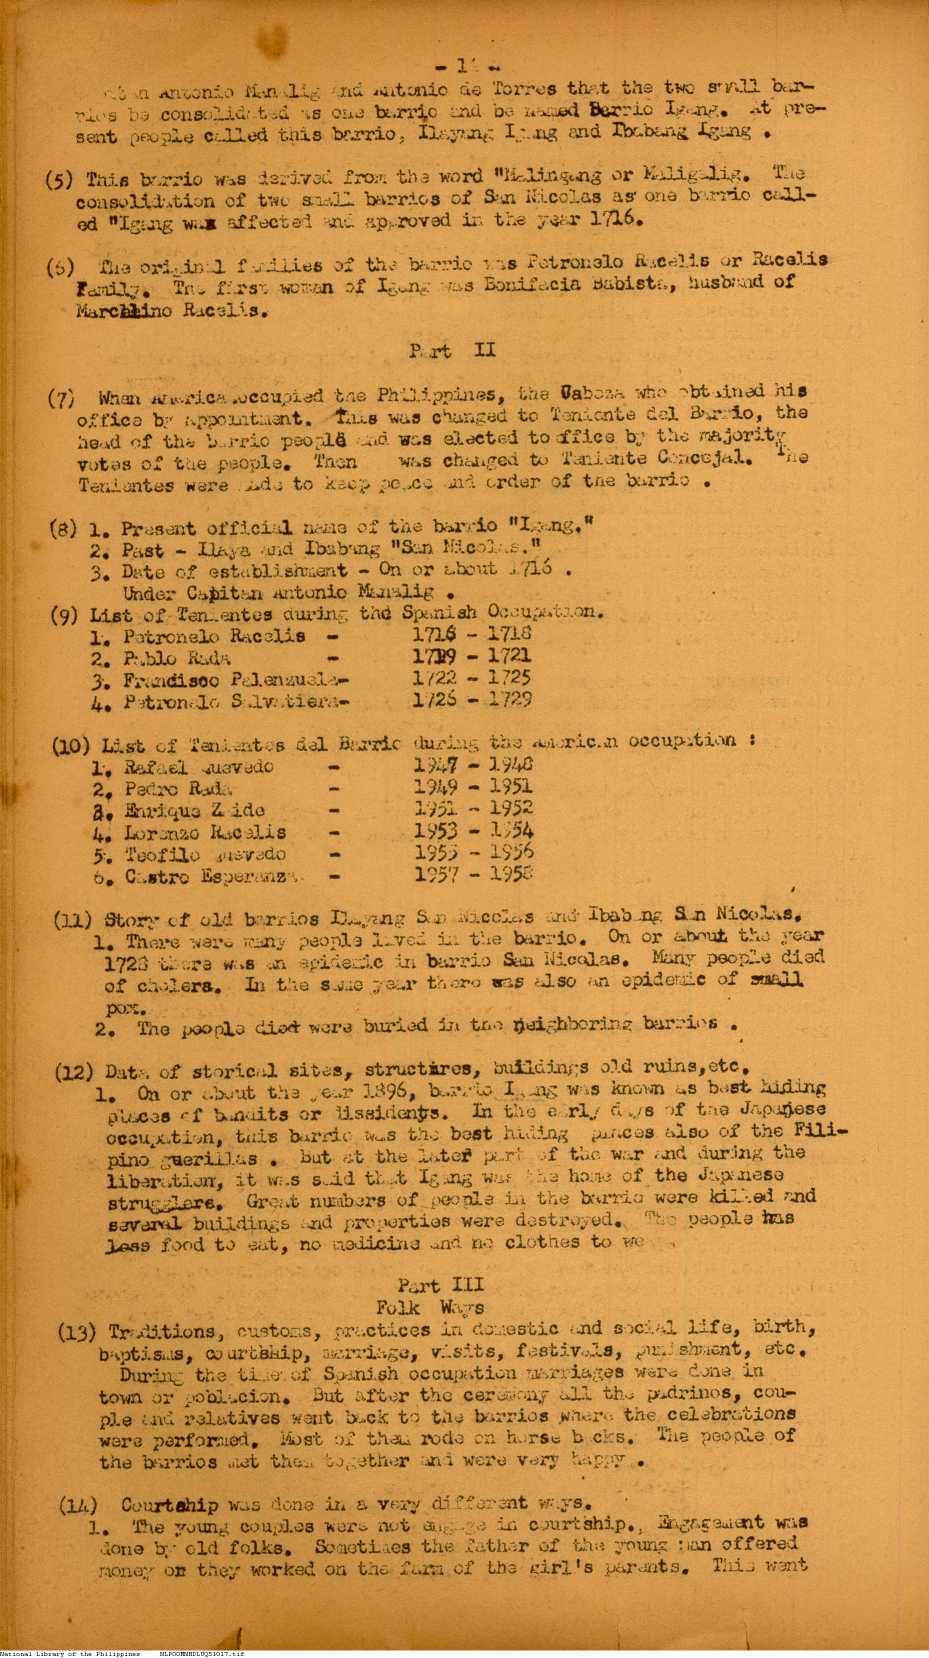 - 1 -
Antonio Manalig and Antonio de Torres that the two small bar-
rios be consolidated as one barrio and be named Barrio Igang. At pre-
sent people called this barrio, Ilayang Igang and Ibabang Igang .
(5) This barrio was derived from the word "Malingang or Maligalig. The
consolidation of two small barrios of San Nicolas as one barrio call-
ed "Igang was affected and approved in the year 1716.
(6) The original families of the barrio was Petronelo Racelis or Racelis
Family. The first woman of Igang was Bonifacia Babista, husband of
Marcelino Racelis.
Part II
(7) When America occupied the Philippines, the Cabeza who obtained his
office by appointment. This was changed to Teniente del Barrio, the
head of the barrio people and was elected to office by the majority
votes of the people. Then was changed to Teniente Concejal. The
Tenientes were made to keep peace and order of the barrio .
(8) 1. Present official name of the barrio "Igang."
2. Past - Ilaya and Ibabang "San Nicolas."
3. Date of establishment - On or about 1716 .
Under Capitan Antonio Manalig .
(9) List of Tenientes during the Spanish Occupation.
1. Petronelo Racelis - 1716 - 1718
2. Pablo Rada - 1719 - 1721
3. Frandisco Palenzuela- 1722 - 1725
4. Petronelo Salvatiera- 1726 - 1729
(10) List of Tenientes del Barrio during the American occupation :
1. Rafael Quevedo - 1947 - 1948
2. Pedro Rada - 1949 - 1951
3. Enrique Zaide - 1951 - 1952
4. Lorenzo Racelis - 1953 - 1954
5. Teofilo Quevedo - 1955 - 1956
6. Castro Esperanza - 1957 - 1958
(11) Story of old barrios Ilayang San Nicolas and Ibabang San Nicolas.
1. There were many people lived in the barrio. On or about the year
1728 there was an epidemic in barrio San Nicolas. Many people died
of cholera. In the same year there was also an epidemic of small
pox.
2. The people died were buried in the neighboring barrios .
(12) Data of storical sites, structures, buildings old ruins,etc.
1. On or about the year 1896, barrio Igang was known as best hiding
places of bandits or dissidents. In the early days of the Japanese
occupation, this barrio was the best hiding places also of the Fili-
pino guerillas . But at the later part of the war and during the
liberation, it was said that Igang was the home of the Japanese
strugglers. Great numbers of people in the barrio were killed and
several buildings and properties were destroyed. The people has
less food to eat, no medicine and no clothes to we
Part III
Folk Ways
(13) Traditions, customs, practices in domestic and social life, birth,
baptisms, courtship, marriage, visits, festivals, punishment, etc.
During the time of Spanish occupation marriages were done in
town or poblacion. But after the ceremony all the padrinos, cou-
ple and relatives went back to the barrios where the celebrations
were performed. Most of them rode on horse backs. The people of
the barrios met them together and were very happy .
(14) Courtship was done in a very different ways.
1. The young couples were not engage in courtship. Engagement was
done by old folks. Sometimes the father of the young man offered
money or they worked on the farm of the girl's parents. This went
National Library of the Philippines NLPOOMNHDLUQ51017.tif